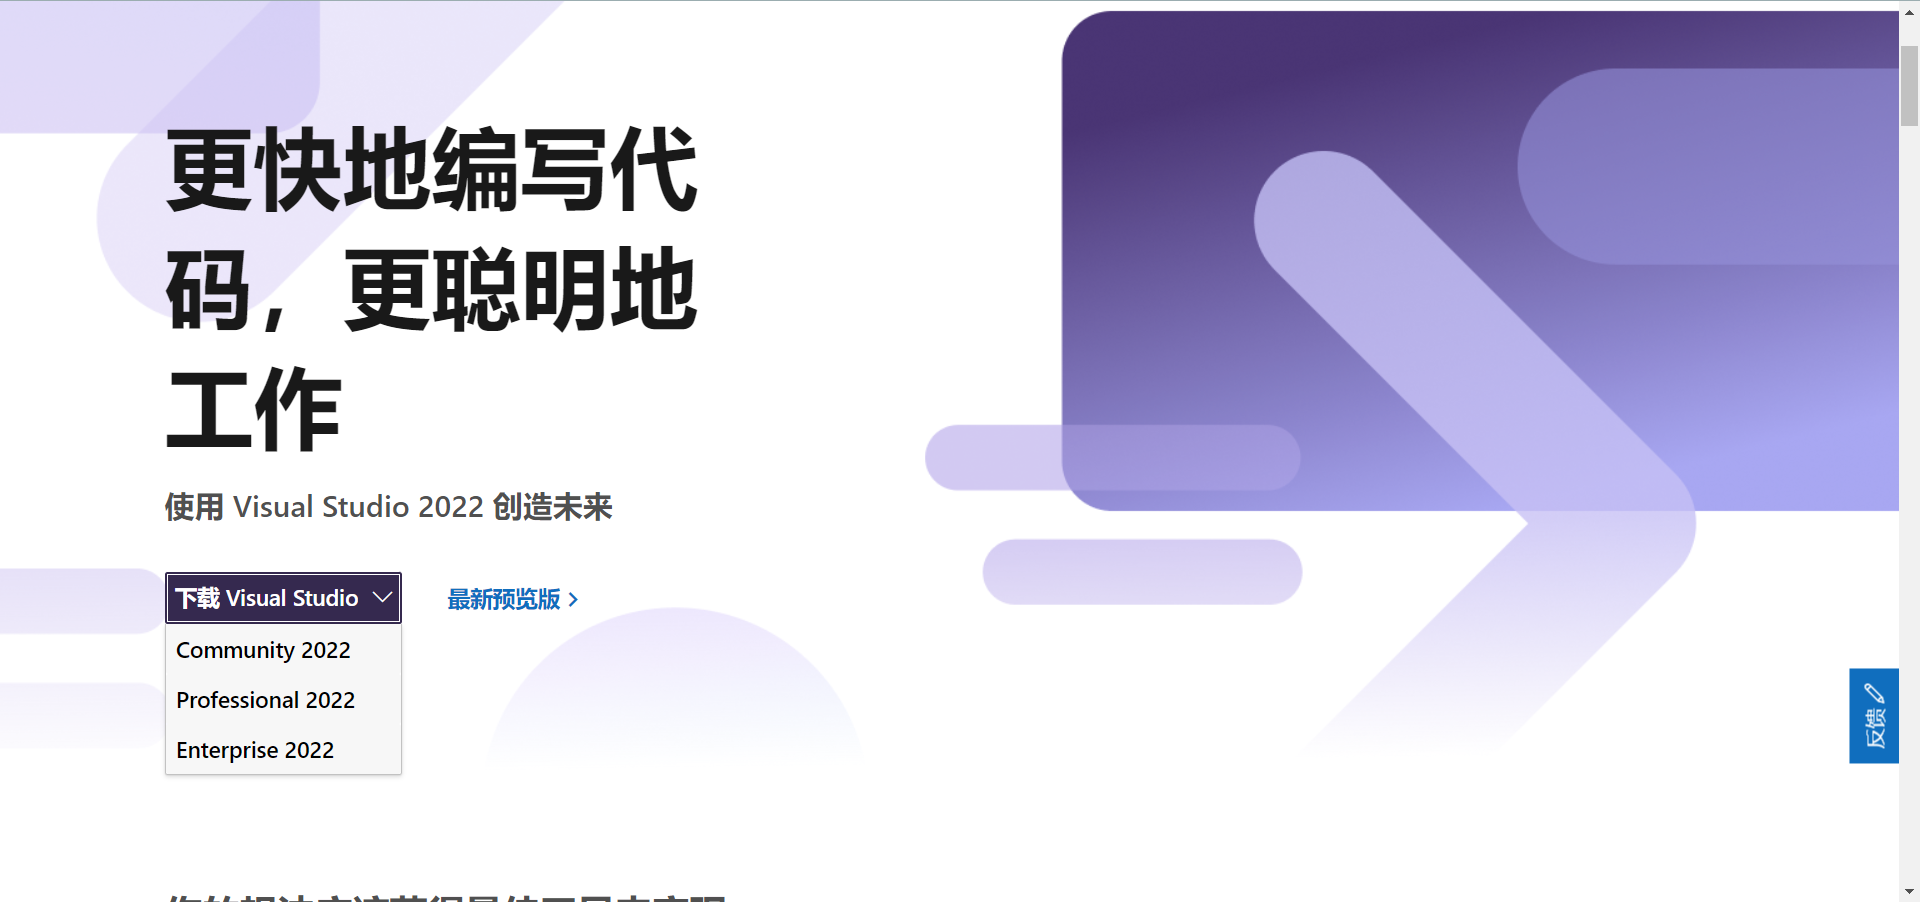 更快地编写代
码，更聪明地
工作
使用 Visual Studio 2022 创造未来
下载 Visual Studio
最新预览版
Community 2022
Professional 2022
Enterprise 2022
反馈